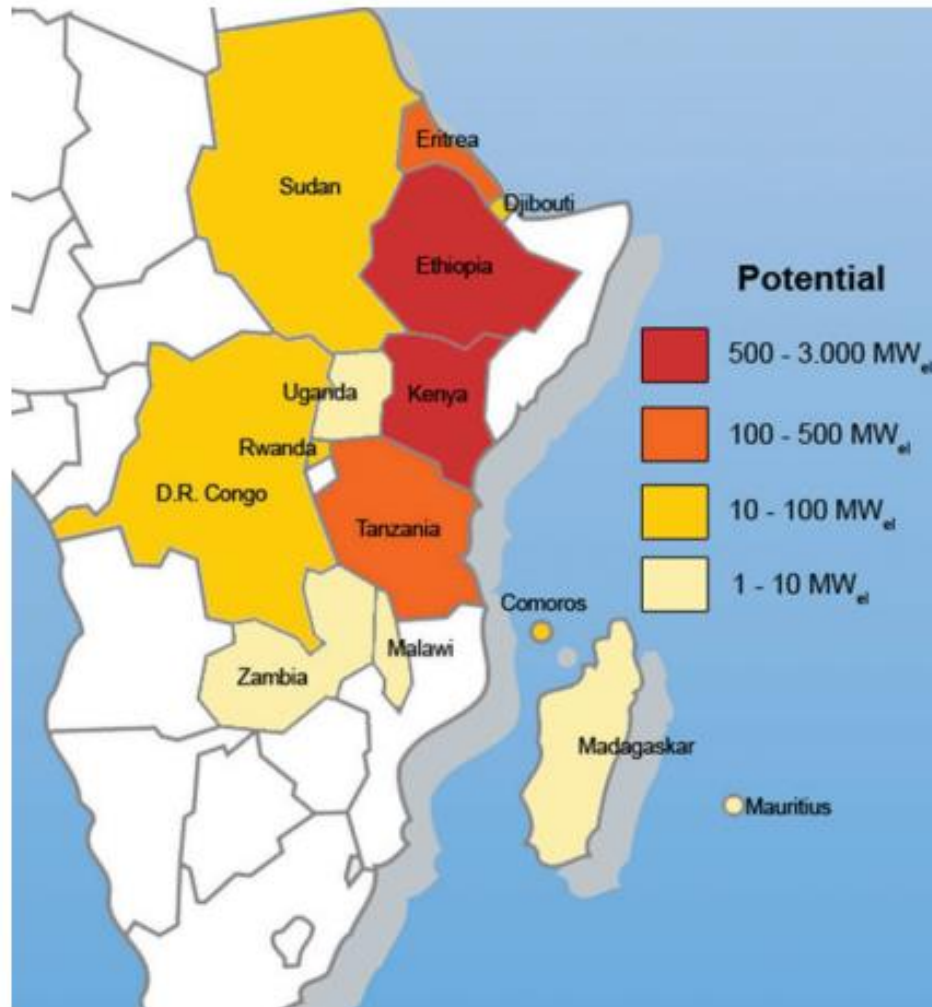 Eritrea
Sudan
Djibouti
Ethiopia
Potential
500 - 3.000 MWel
Uganda
Kenya
Rwanda
100 - 500 MWel
D.R. Congo
10 - 100 MWel
Tanzania
1 - 10 MWel
Comoros
Malawi
Zambia
Madagaskar
Mauritius